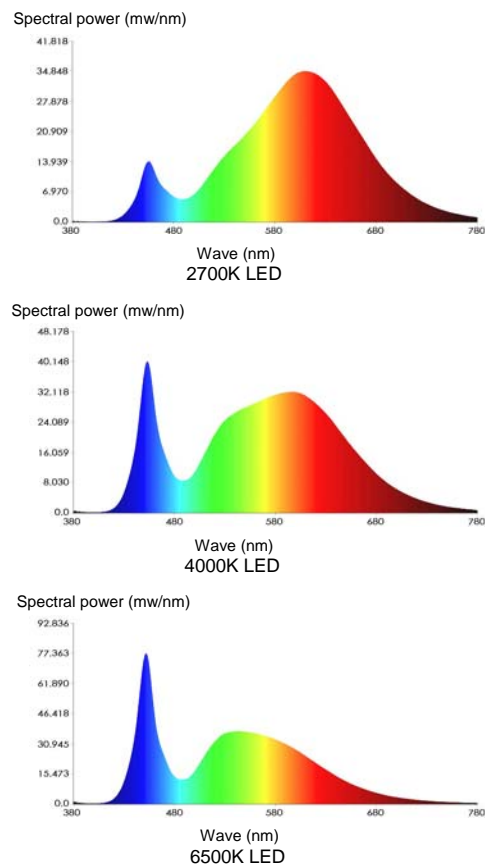 Spectral power (mw/nm)
41.818
34.848
27.878
20.909
13.939
6.970
0.0
380 480 580 680 780
Wave (nm)
2700K LED
Spectral power (mw/nm)
48.178
40.148
32.118
24.089
16.059
8.030
0.0
380 480 580 680 780
Wave (nm)
4000K LED
Spectral power (mw/nm)
92.836
77.363
61.890
46.418
30.945
15.473
0.0
380 480 580 680 780
Wave (nm)
6500K LED